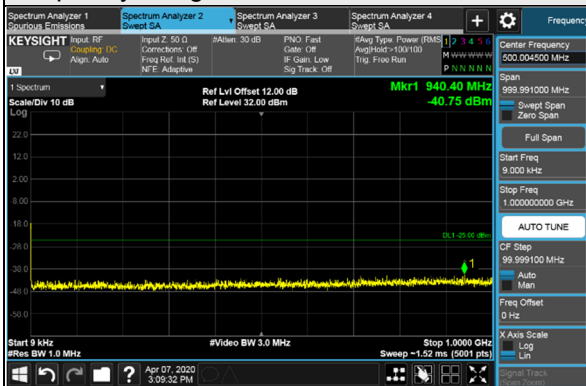 Spectrum Analyzer 1
Spurious Emissions
Spectrum Analyzer 2
Swept SA
Spectrum Analyzer 3
Swept SA
Spectrum Analyzer 4
Swept SA
+
Frequency
KEYSIGHT
Input: RF
Coupling: DC
Align: Auto
Input Z: 50 Ω
Corrections: Off
Freq Ref: Int (S)
NFE: Adaptive
#Atten: 30 dB
PNO: Fast
Gate: Off
IF Gain: Low
Sig Track: Off
#Avg Type: Power (RMS
Avg|Hold:>100/100
Trig: Free Run
1 2 3 4 5 6
M W W W W W
P N N N N N
LVI
1 Spectrum
Scale/Div 10 dB
Log
Ref Lvl Offset 12.00 dB
Ref Level 32.00 dBm
Mkr1 940.40 MHz
-40.75 dBm
22.0
12.0
2.00
-8.00
-18.0
-28.0
-38.0
-48.0
-50.0
DL1 -25.00 dBm
1
Start 9 kHz
#Res BW 1.0 MHz
#Video BW 3.0 MHz
Stop 1.0000 GHz
Sweep ~1.52 ms (5001 pts)
Center Frequency
500.004500 MHz
Span
999.991000 MHz
Swept Span
Zero Span
Full Span
Start Freq
9.000 kHz
Stop Freq
1.000000000 GHz
AUTO TUNE
CF Step
99.999100 MHz
Auto
Man
Freq Offset
0 Hz
X Axis Scale
Log
Lin
Signal Track
(Span Zoom)
?
Apr 07, 2020
3:09:32 PM